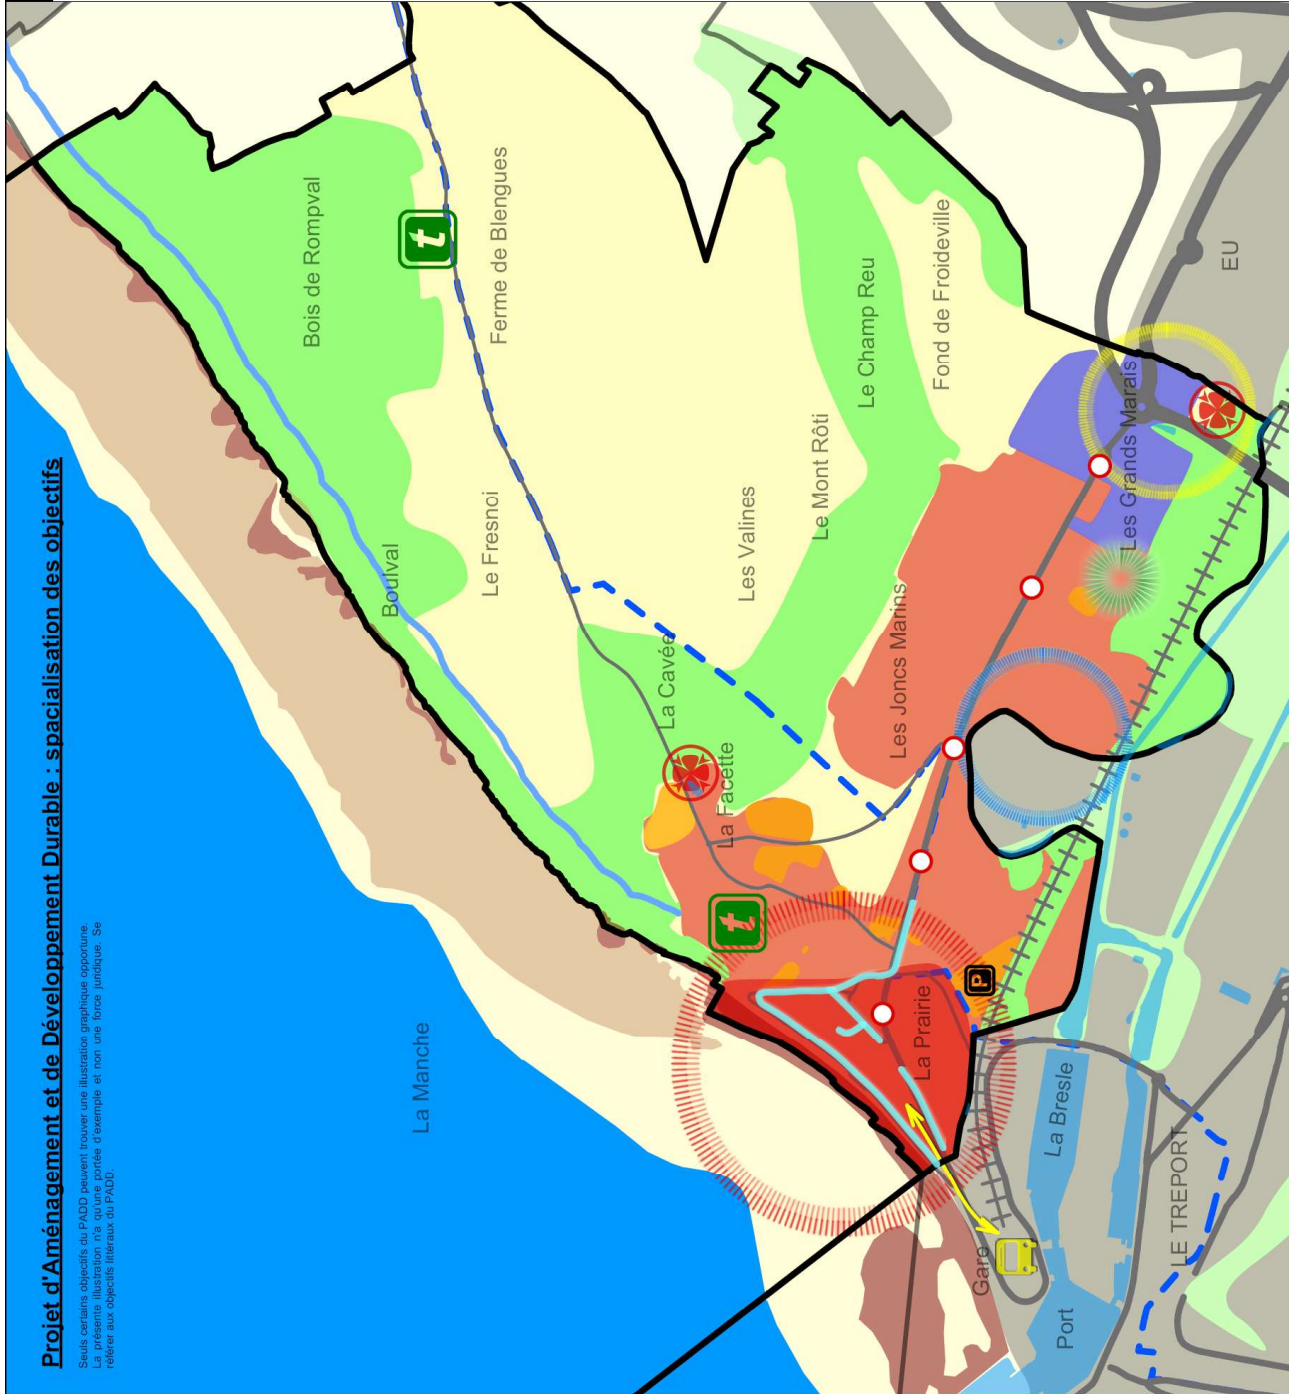 Projet d'Aménagement et de Développement Durable : spacialisation des objectifs
Seuls certains objectifs du PADD peuvent trouver une illustration graphique opportune.
La présente illustration n'a qu'une portée d'exemple et non une force juridique. Se
référer aux objectifs littéraux du PADD.
La Manche
Bois de Rompval
t
Ferme de Blengues
Boulval
Le Fresnoi
La Cavée
La Facette
t
Les Valines
Le Mont Rôti
Le Champ Reu
Fond de Froideville
Les Joncs Marins
Les Grands Marais
EU
La Prairie
P
Gare
Port
La Bresle
LE TREPORT